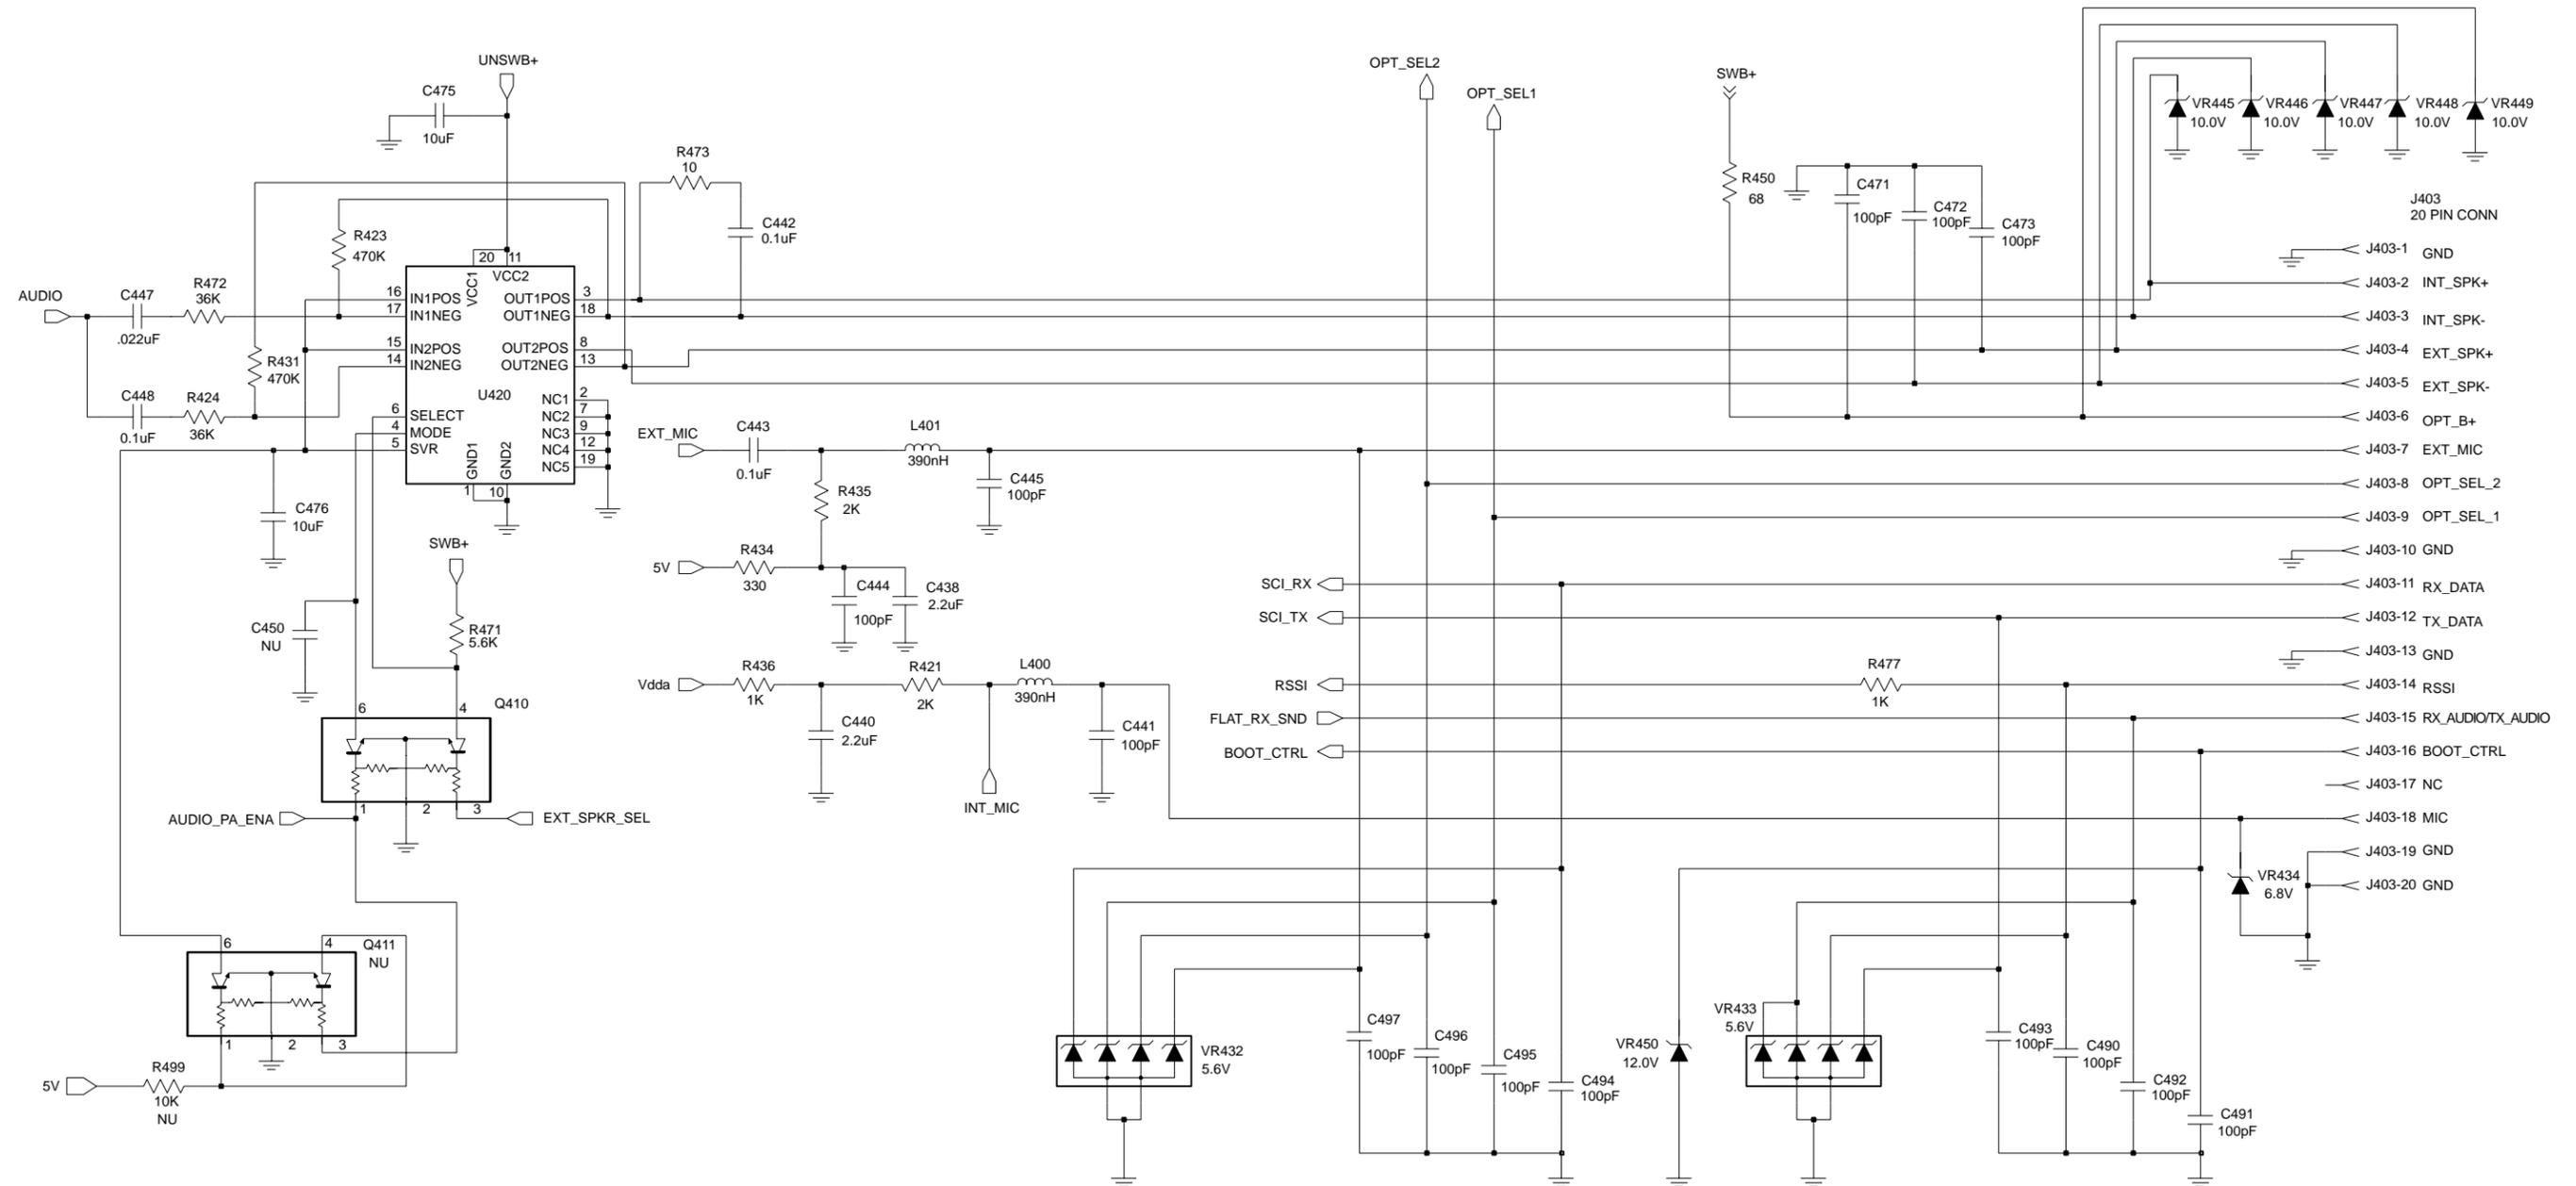 UNSWB+
C475
10uF
R473
10
C442
0.1uF
R423
470K
AUDIO
C447
.022uF
R472
36K
R431
470K
C448
0.1uF
R424
36K
20
11
VCC1
VCC2
16
IN1POS
17
IN1NEG
15
IN2POS
14
IN2NEG
6
SELECT
4
MODE
5
SVR
OUT1POS
3
OUT1NEG
18
OUT2POS
8
OUT2NEG
13
U420
NC1
2
NC2
7
NC3
9
NC4
12
NC5
19
GND1
GND2
1
10
C476
10uF
SWB+
R471
5.6K
C450
NU
6
4
Q410
1
2
3
AUDIO_PA_ENA
EXT_SPKR_SEL
6
4
Q411
NU
1
2
3
5V
R499
10K
NU
EXT_MIC
C443
0.1uF
L401
390nH
C445
100pF
R435
2K
5V
R434
330
C444
100pF
C438
2.2uF
Vdda
R436
1K
R421
2K
L400
390nH
C440
2.2uF
C441
100pF
INT_MIC
OPT_SEL2
OPT_SEL1
SWB+
R450
68
C471
100pF
C472
100pF
C473
100pF
VR445
10.0V
VR446
10.0V
VR447
10.0V
VR448
10.0V
VR449
10.0V
J403
20 PIN CONN
J403-1 GND
J403-2 INT_SPK+
J403-3 INT_SPK-
J403-4 EXT_SPK+
J403-5 EXT_SPK-
J403-6 OPT_B+
J403-7 EXT_MIC
J403-8 OPT_SEL_2
J403-9 OPT_SEL_1
J403-10 GND
J403-11 RX_DATA
J403-12 TX_DATA
J403-13 GND
J403-14 RSSI
J403-15 RX_AUDIO/TX_AUDIO
J403-16 BOOT_CTRL
J403-17 NC
J403-18 MIC
J403-19 GND
J403-20 GND
SCI_RX
SCI_TX
RSSI
R477
1K
FLAT_RX_SND
BOOT_CTRL
VR434
6.8V
VR432
5.6V
C497
100pF
C496
100pF
C495
100pF
C494
100pF
VR450
12.0V
VR433
5.6V
C493
100pF
C490
100pF
C492
100pF
C491
100pF